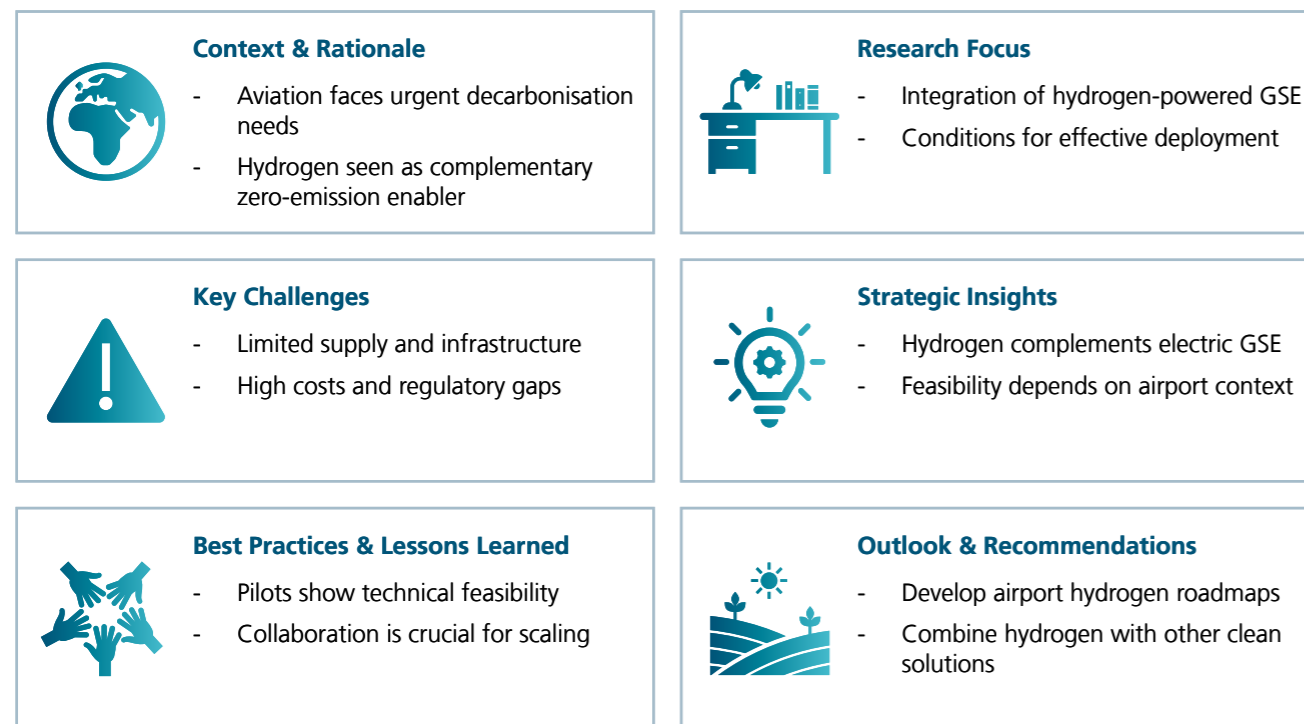 Context & Rationale
- Aviation faces urgent decarbonisation
needs
- Hydrogen seen as complementary
zero-emission enabler
Research Focus
- Integration of hydrogen-powered GSE
- Conditions for effective deployment
Key Challenges
- Limited supply and infrastructure
- High costs and regulatory gaps
Strategic Insights
- Hydrogen complements electric GSE
- Feasibility depends on airport context
Best Practices & Lessons Learned
- Pilots show technical feasibility
- Collaboration is crucial for scaling
Outlook & Recommendations
- Develop airport hydrogen roadmaps
- Combine hydrogen with other clean
solutions